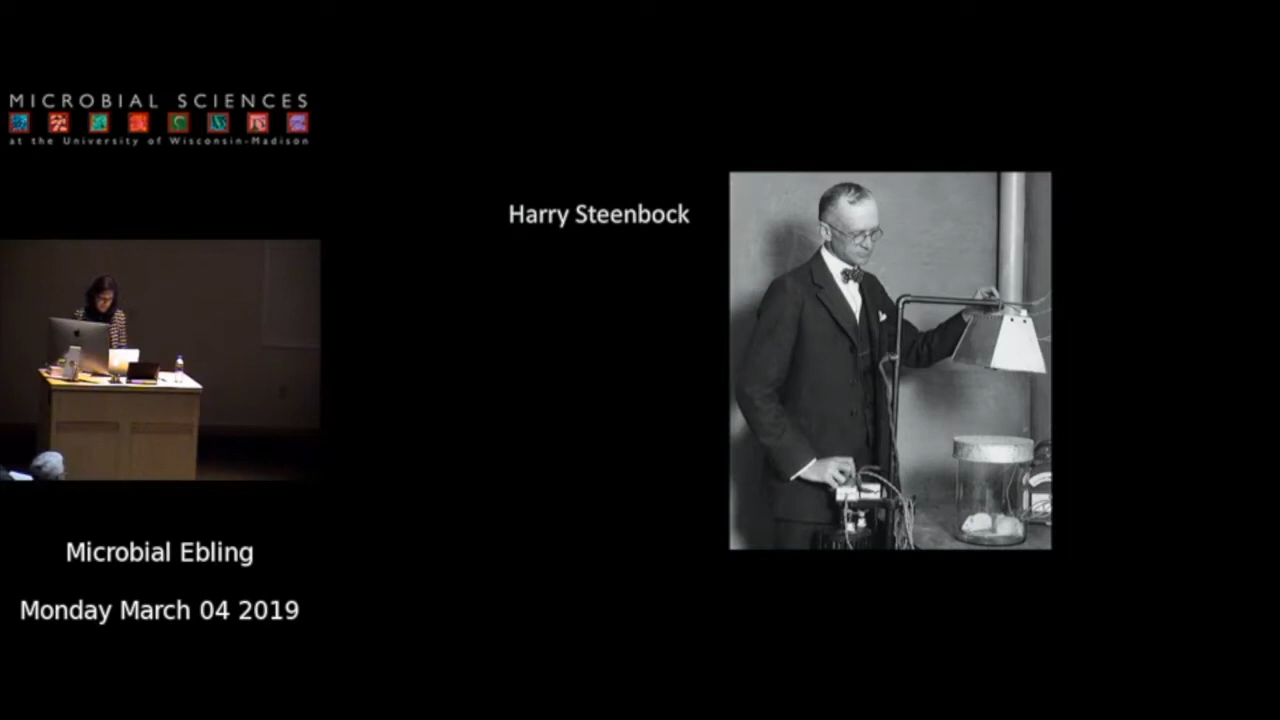 MICROBIAL SCIENCES
at the University of Wisconsin-Madison
Harry Steenbock
Microbial Ebling
Monday March 04 2019